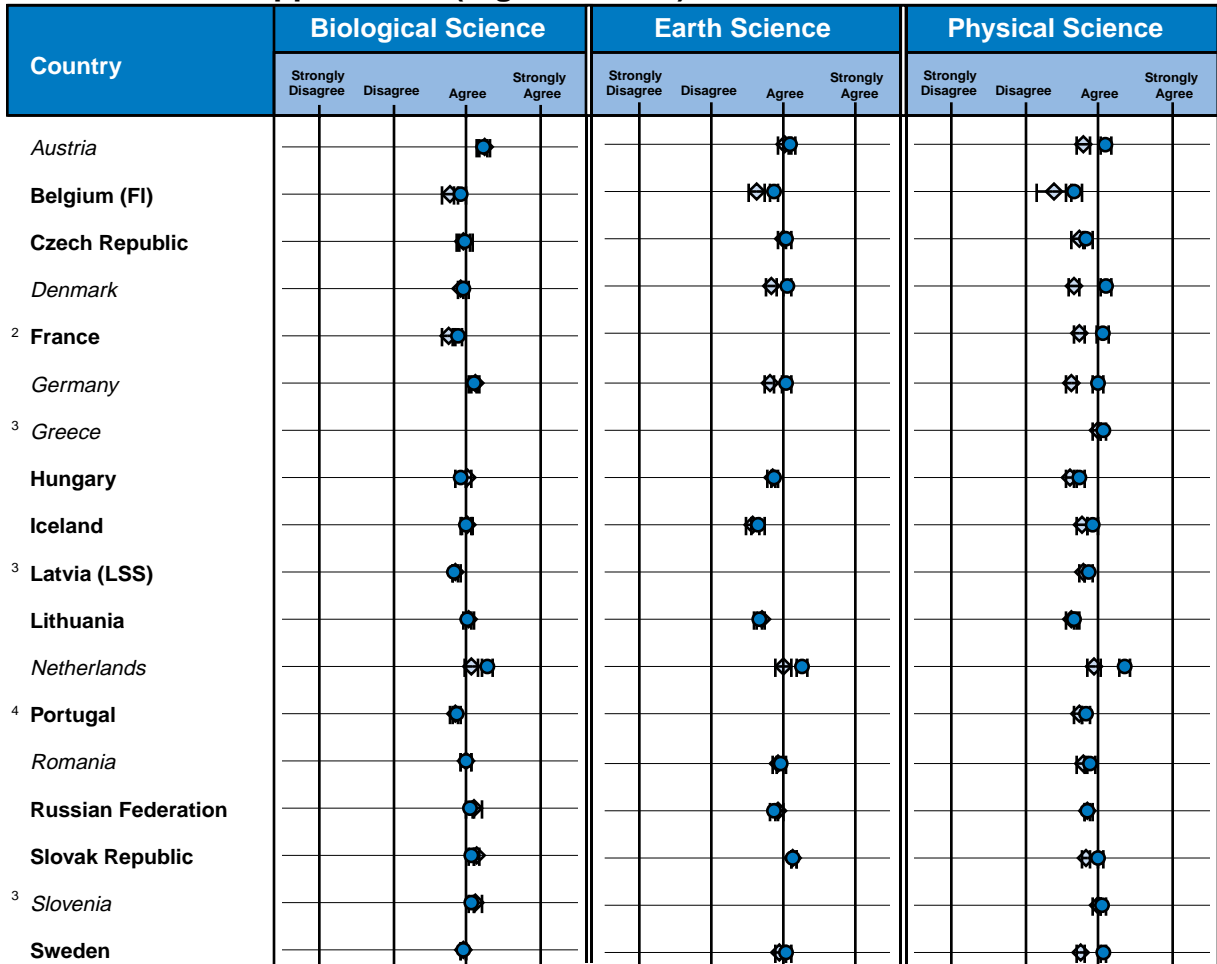 Biological Science Earth Science Physical Science
Country
Strongly Disagree Disagree Agree Strongly Agree Strongly Disagree Disagree Agree Strongly Agree Strongly Disagree Disagree Agree Strongly Agree
Austria
Belgium (Fl)
Czech Republic
Denmark
2 France
Germany
3 Greece
Hungary
Iceland
3 Latvia (LSS)
Lithuania
Netherlands
4 Portugal
Romania
Russian Federation
Slovak Republic
3 Slovenia
Sweden